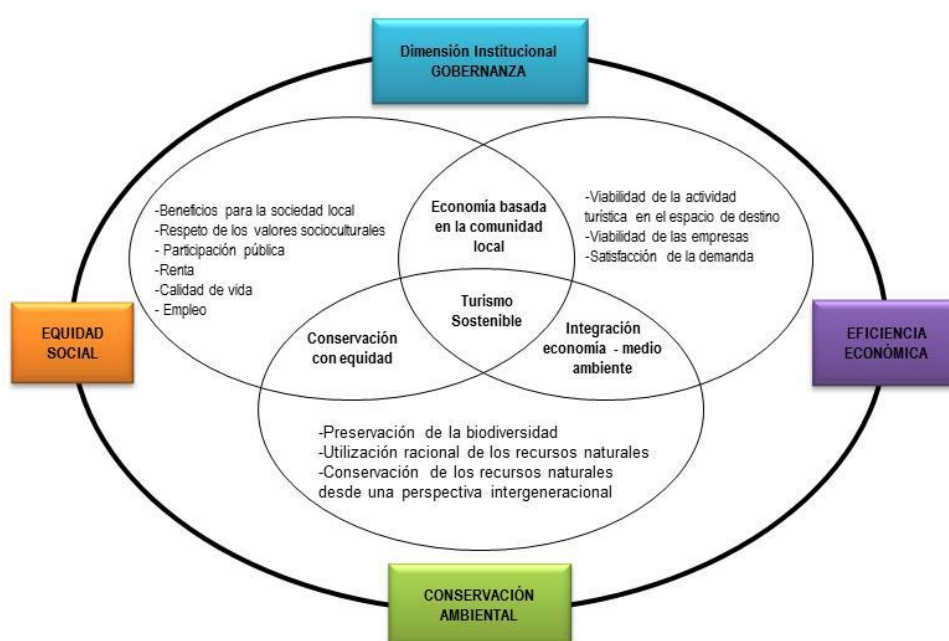 Dimensión Institucional
GOBERNANZA
-Beneficios para la sociedad local
-Respeto de los valores socioculturales
- Participación pública
-Renta
-Calidad de vida
- Empleo
Economía basada
en la comunidad
local
-Viabilidad de la actividad
turística en el espacio de destino
-Viabilidad de las empresas
-Satisfacción de la demanda
EQUIDAD
SOCIAL
Conservación
con equidad
Turismo
Sostenible
Integración
economía - medio
ambiente
EFICIENCIA
ECONÓMICA
-Preservación de la biodiversidad
-Utilización racional de los recursos naturales
-Conservación de los recursos naturales
desde una perspectiva intergeneracional
CONSERVACIÓN
AMBIENTAL